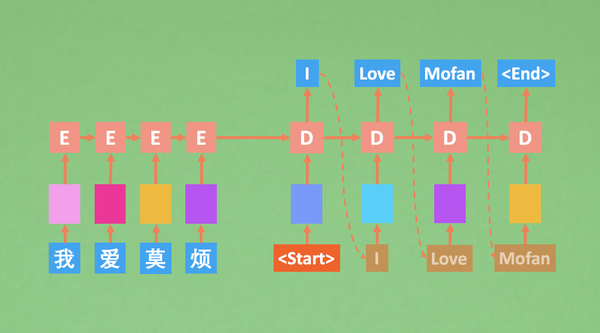 I Love Mofan <End>
E E E E D D D D
我 爱 莫 烦 <Start> I Love Mofan